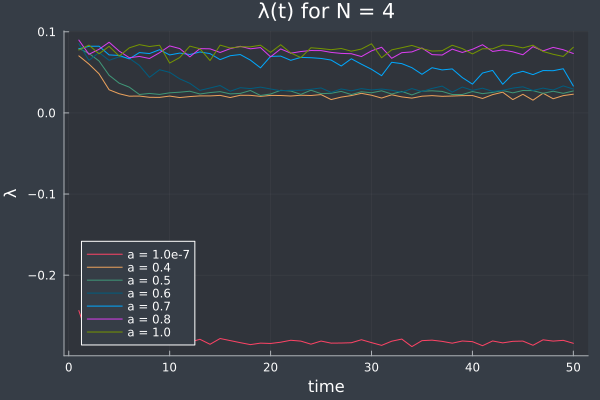 λ(t) for N = 4
0.1
0.0
−0.1
−0.2
λ
a = 1.0e-7
a = 0.4
a = 0.5
a = 0.6
a = 0.7
a = 0.8
a = 1.0
0 10 20 30 40 50
time